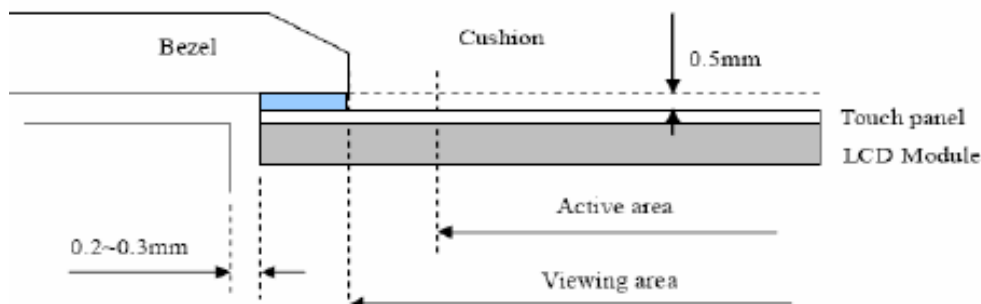 Bezel
Cushion
0.5mm
Touch panel
LCD Module
Active area
0.2~0.3mm
Viewing area